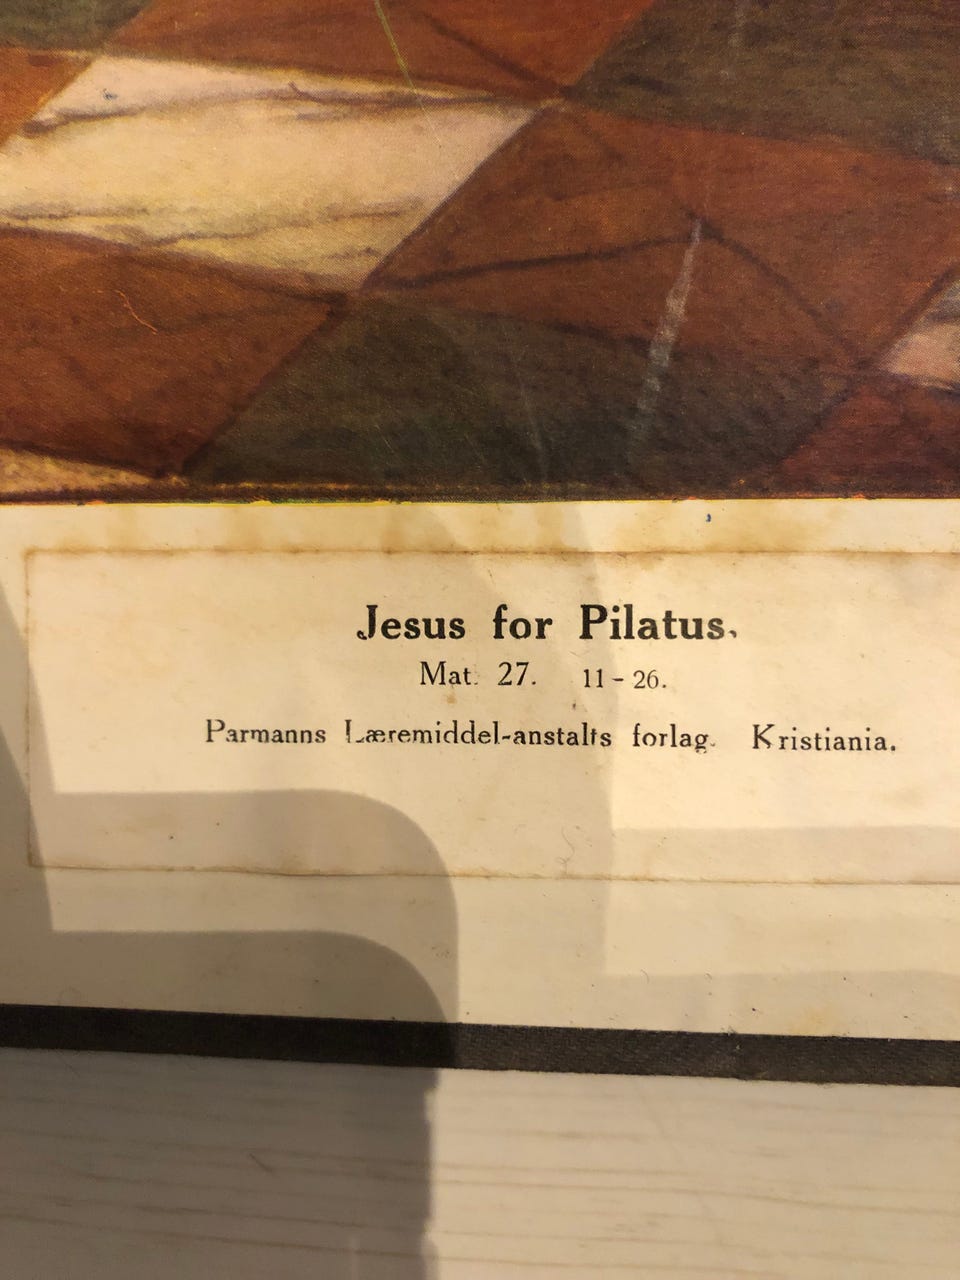 Jesus for Pilatus.
Mat. 27. 11-26.
Parmanns Læremiddel-anstalts forlag. Kristiania.